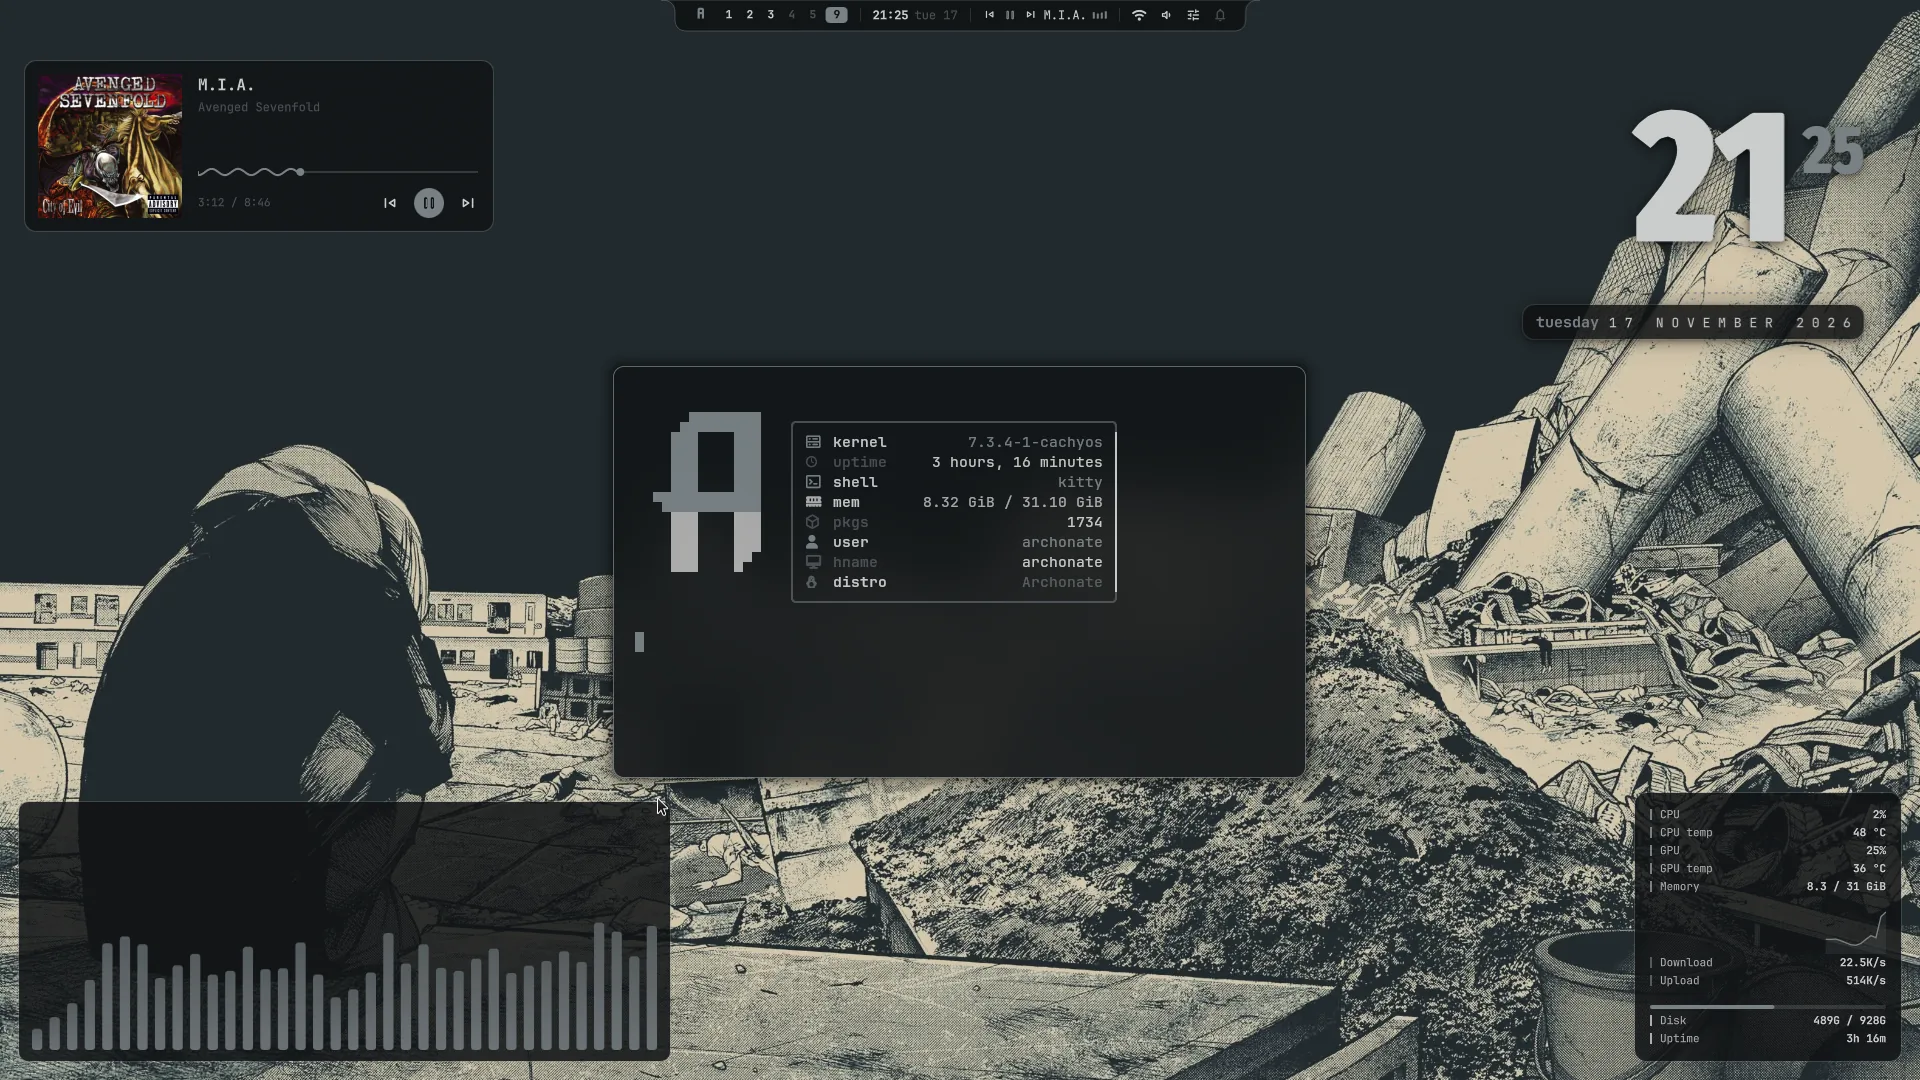 1 2 3 4 5 9 21:25 tue 17 M.I.A.
AVENGED
SEVENFOLD
City of Evil
M.I.A.
Avenged Sevenfold
3:12 / 8:46
21 25
tuesday 17 NOVEMBER 2026
kernel 7.3.4-1-cachyos
uptime 3 hours, 16 minutes
shell kitty
mem 8.32 GiB / 31.10 GiB
pkgs 1734
user archonate
hname archonate
distro Archonate
CPU 2%
CPU temp 48 °C
GPU 25%
GPU temp 36 °C
Memory 8.3 / 31 GiB
Download 22.5K/s
Upload 514K/s
Disk 489G / 928G
Uptime 3h 16m